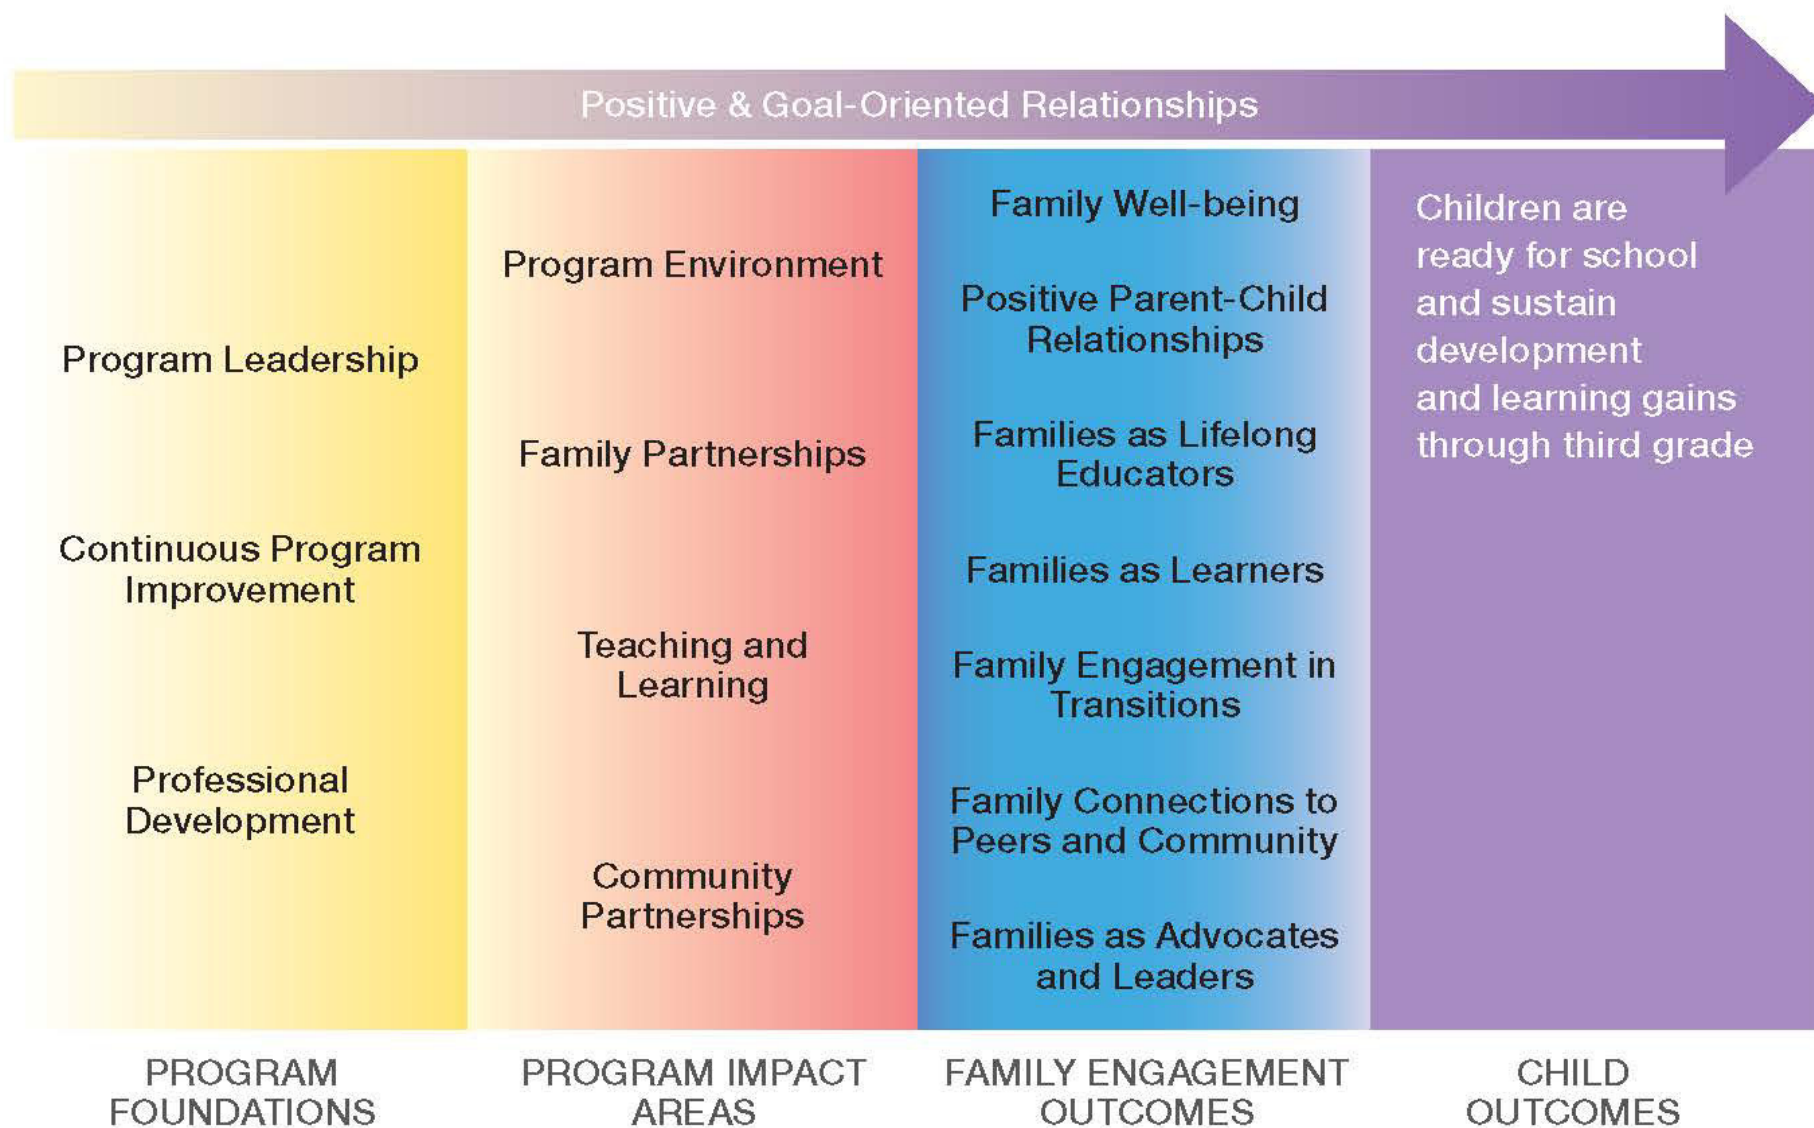 Positive & Goal-Oriented Relationships
Program Leadership
Continuous Program
Improvement
Professional
Development
PROGRAM
FOUNDATIONS
Program Environment
Family Partnerships
Teaching and
Learning
Community
Partnerships
PROGRAM IMPACT
AREAS
Family Well-being
Positive Parent-Child
Relationships
Families as Lifelong
Educators
Families as Learners
Family Engagement in
Transitions
Family Connections to
Peers and Community
Families as Advocates
and Leaders
FAMILY ENGAGEMENT
OUTCOMES
Children are
ready for school
and sustain
development
and learning gains
through third grade
CHILD
OUTCOMES